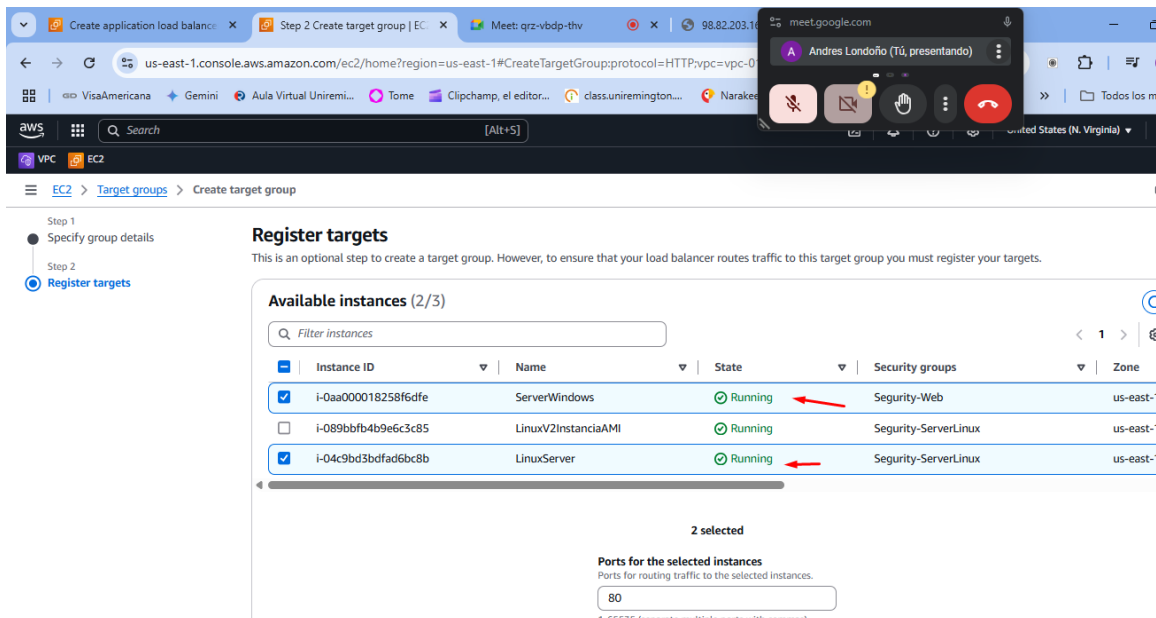 Create application load balance
Step 2 Create target group | EC
Meet: qrz-vbdp-thv
98.82.203.16
meet.google.com
A Andres Londoño (Tú, presentando)
us-east-1.console.aws.amazon.com/ec2/home?region=us-east-1#CreateTargetGroup:protocol=HTTP;vpc=vpc-0
VisaAmericana
Gemini
Aula Virtual Uniremi...
Tome
Clipchamp, el editor...
class.uniremington....
Narakee
Todos los m
aws
Search
[Alt+S]
United States (N. Virginia)
VPC
EC2
EC2 > Target groups > Create target group
Step 1
Specify group details
Step 2
Register targets
Register targets
This is an optional step to create a target group. However, to ensure that your load balancer routes traffic to this target group you must register your targets.
Available instances (2/3)
Filter instances
1
Instance ID Name State Security groups Zone
i-0aa000018258f6dfe ServerWindows Running Segurity-Web us-east-
i-089bbfb4b9e6c3c85 LinuxV2InstanciaAMI Running Segurity-ServerLinux us-east-
i-04c9bd3bdfad6bc8b LinuxServer Running Segurity-ServerLinux us-east-
2 selected
Ports for the selected instances
Ports for routing traffic to the selected instances.
80